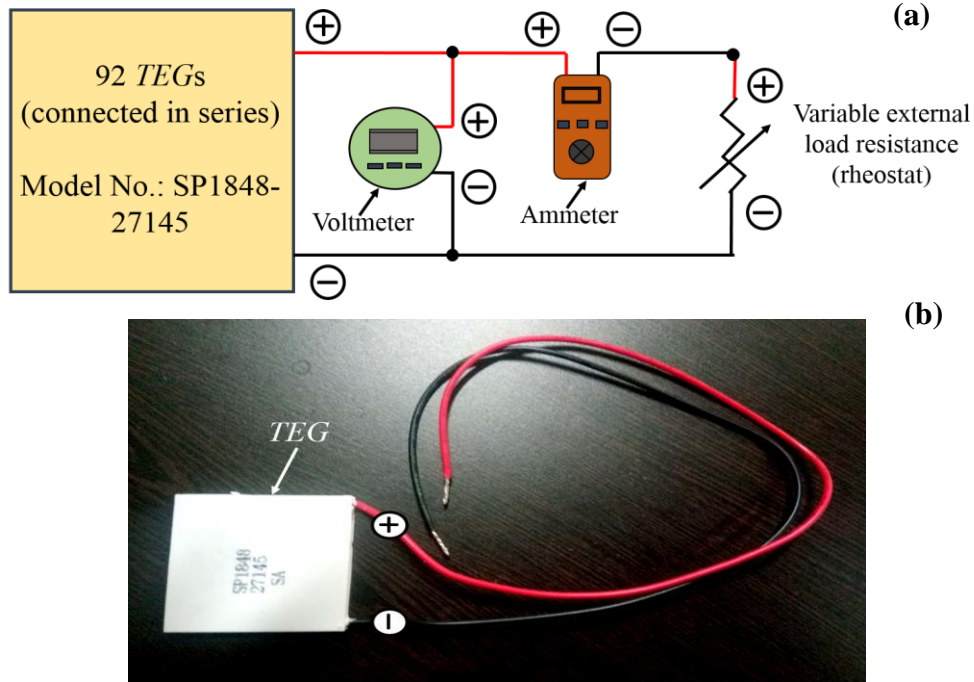 (a)
92 TEGs
(connected in series)
Model No.: SP1848-
27145
+
−
+
−
+
−
+
−
Voltmeter
Ammeter
Variable external
load resistance
(rheostat)
(b)
TEG
+
−
SP1848
27145
SA